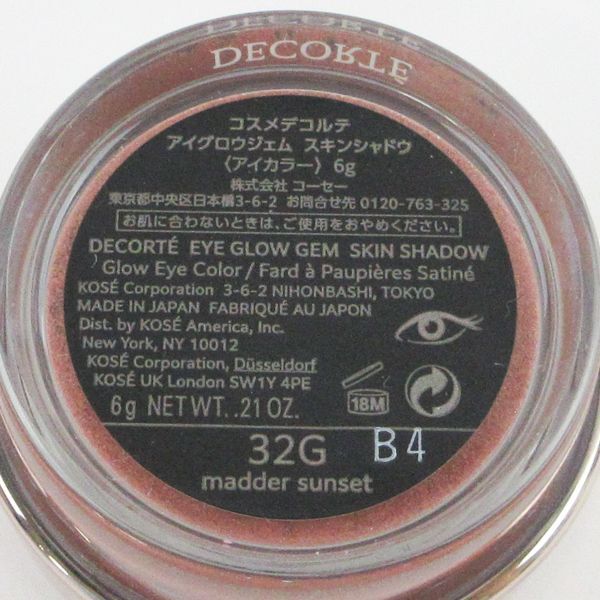 DECORTÉ
コスメデコルテ
アイグロウジェム スキンシャドウ
〈アイカラー〉 6g
株式会社 コーセー
東京都中央区日本橋3-6-2 お問合せ先 0120-763-325
お肌に合わないときは、ご使用をおやめください。
DECORTÉ EYE GLOW GEM SKIN SHADOW
Glow Eye Color / Fard à Paupières Satiné
KOSÉ Corporation 3-6-2 NIHONBASHI, TOKYO
MADE IN JAPAN FABRIQUÉ AU JAPON
Dist. by KOSÉ America, Inc.
New York, NY 10012
KOSÉ Corporation, Düsseldorf
KOSÉ UK London SW1Y 4PE
18M
6g NET WT. .21 OZ.
32G B4
madder sunset